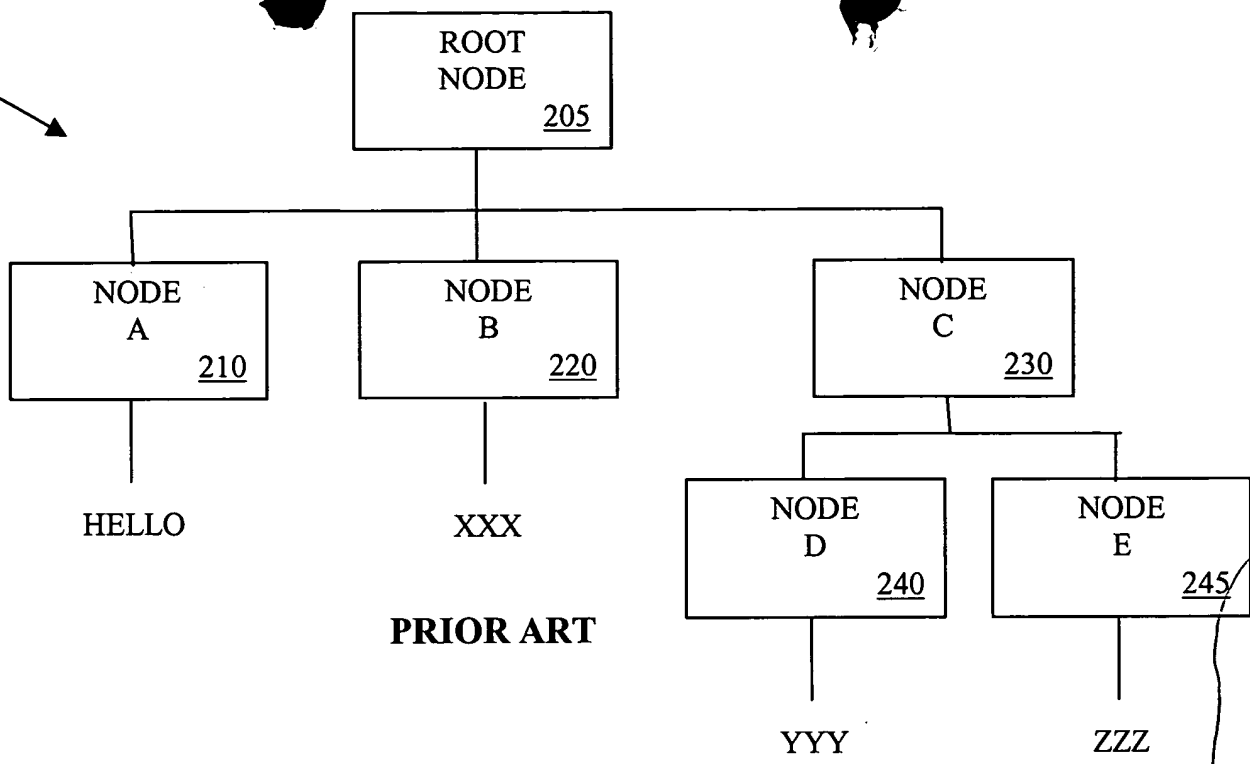 ROOT
NODE
205
NODE
A
210
NODE
B
220
NODE
C
230
HELLO
XXX
NODE
D
240
NODE
E
245
PRIOR ART
YYY
ZZZ